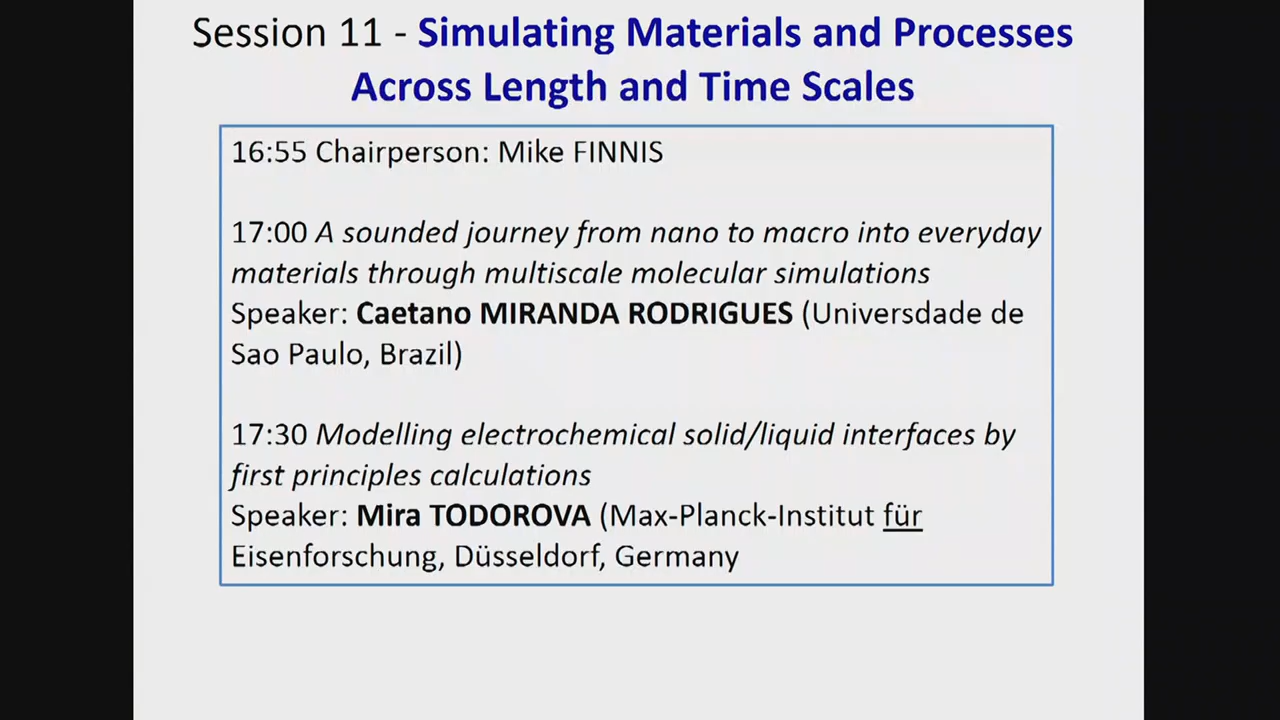 Session 11 - Simulating Materials and Processes
Across Length and Time Scales
16:55 Chairperson: Mike FINNIS
17:00 A sounded journey from nano to macro into everyday
materials through multiscale molecular simulations
Speaker: Caetano MIRANDA RODRIGUES (Universdade de
Sao Paulo, Brazil)
17:30 Modelling electrochemical solid/liquid interfaces by
first principles calculations
Speaker: Mira TODOROVA (Max-Planck-Institut für
Eisenforschung, Düsseldorf, Germany